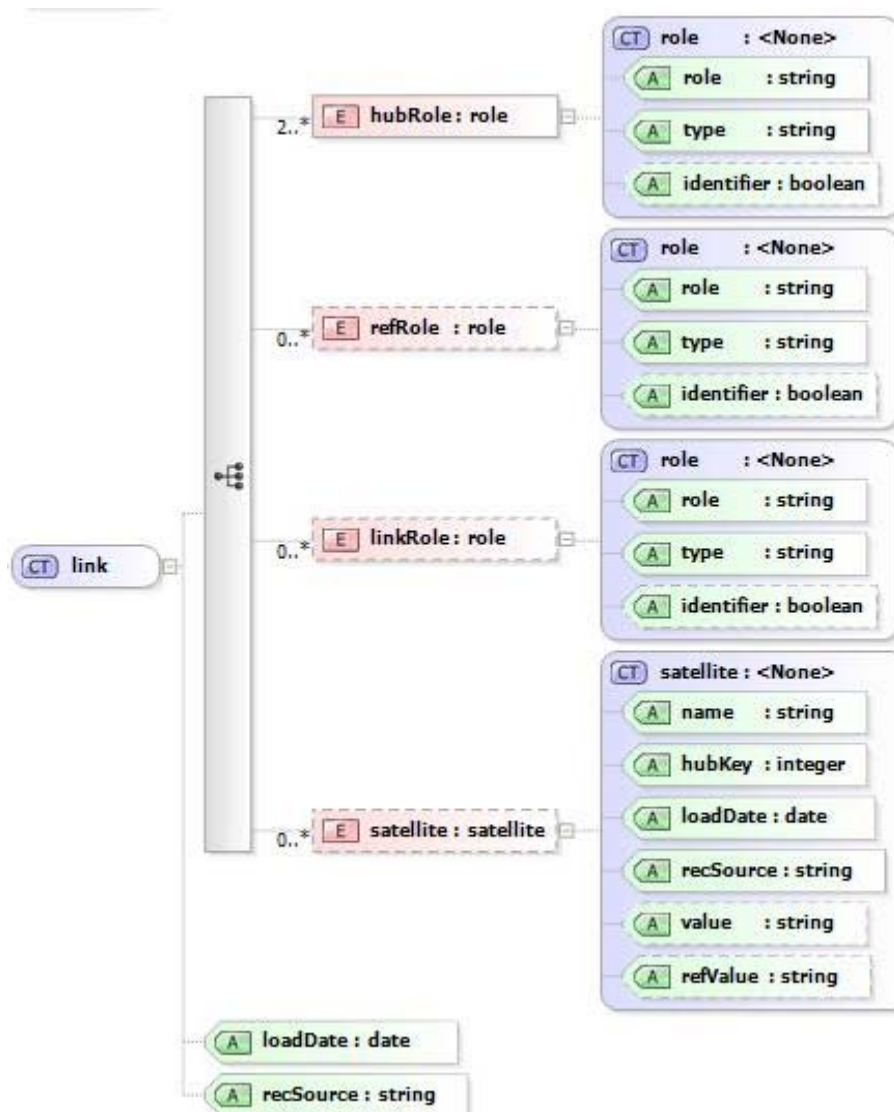 CT role : <None>
A role : string
2..* E hubRole : role
A type : string
A identifier : boolean
CT role : <None>
A role : string
0..* E refRole : role
A type : string
A identifier : boolean
CT role : <None>
A role : string
0..* E linkRole : role
A type : string
CT link
A identifier : boolean
CT satellite : <None>
A name : string
A hubKey : integer
A loadDate : date
0..* E satellite : satellite
A recSource : string
A value : string
A refValue : string
A loadDate : date
A recSource : string